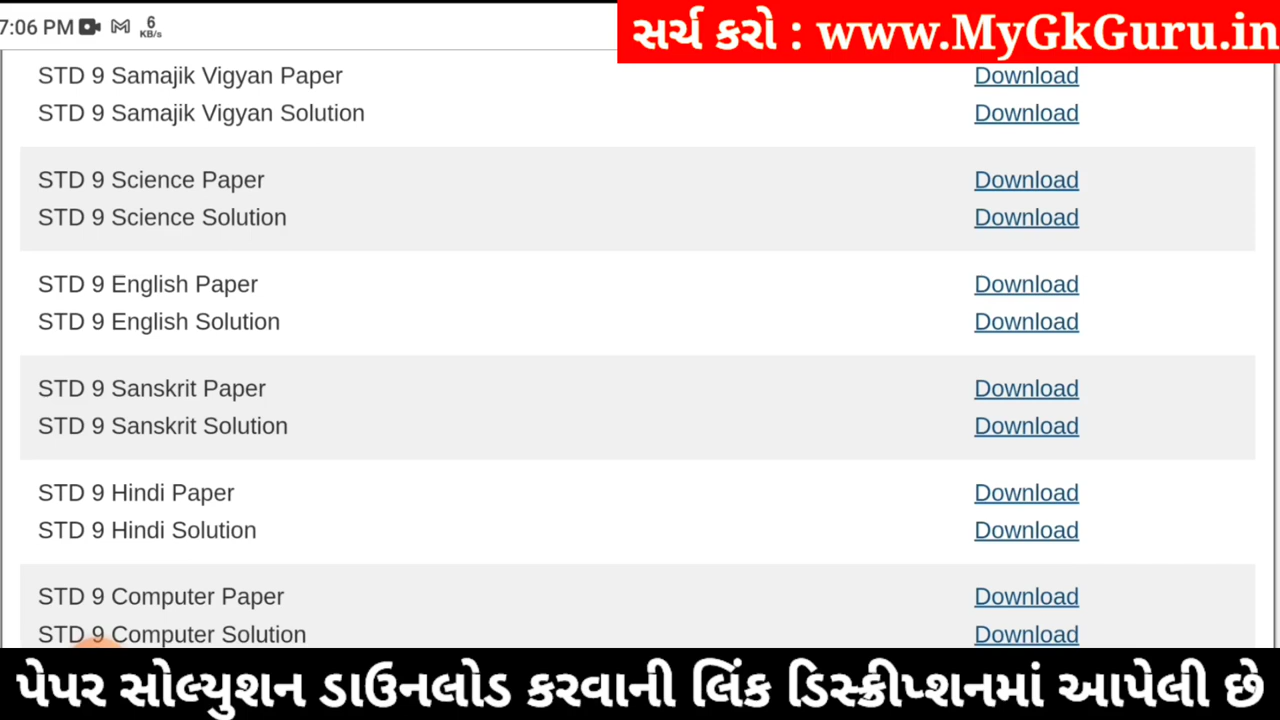 7:06 PM 6 KB/s
સર્ચ કરો : www.MyGkGuru.in
STD 9 Samajik Vigyan Paper Download
STD 9 Samajik Vigyan Solution Download
STD 9 Science Paper Download
STD 9 Science Solution Download
STD 9 English Paper Download
STD 9 English Solution Download
STD 9 Sanskrit Paper Download
STD 9 Sanskrit Solution Download
STD 9 Hindi Paper Download
STD 9 Hindi Solution Download
STD 9 Computer Paper Download
STD 9 Computer Solution Download
પેપર સોલ્યુશન ડાઉનલોડ કરવાની લિંક ડિસ્ક્રીપ્શનમાં આપેલી છે